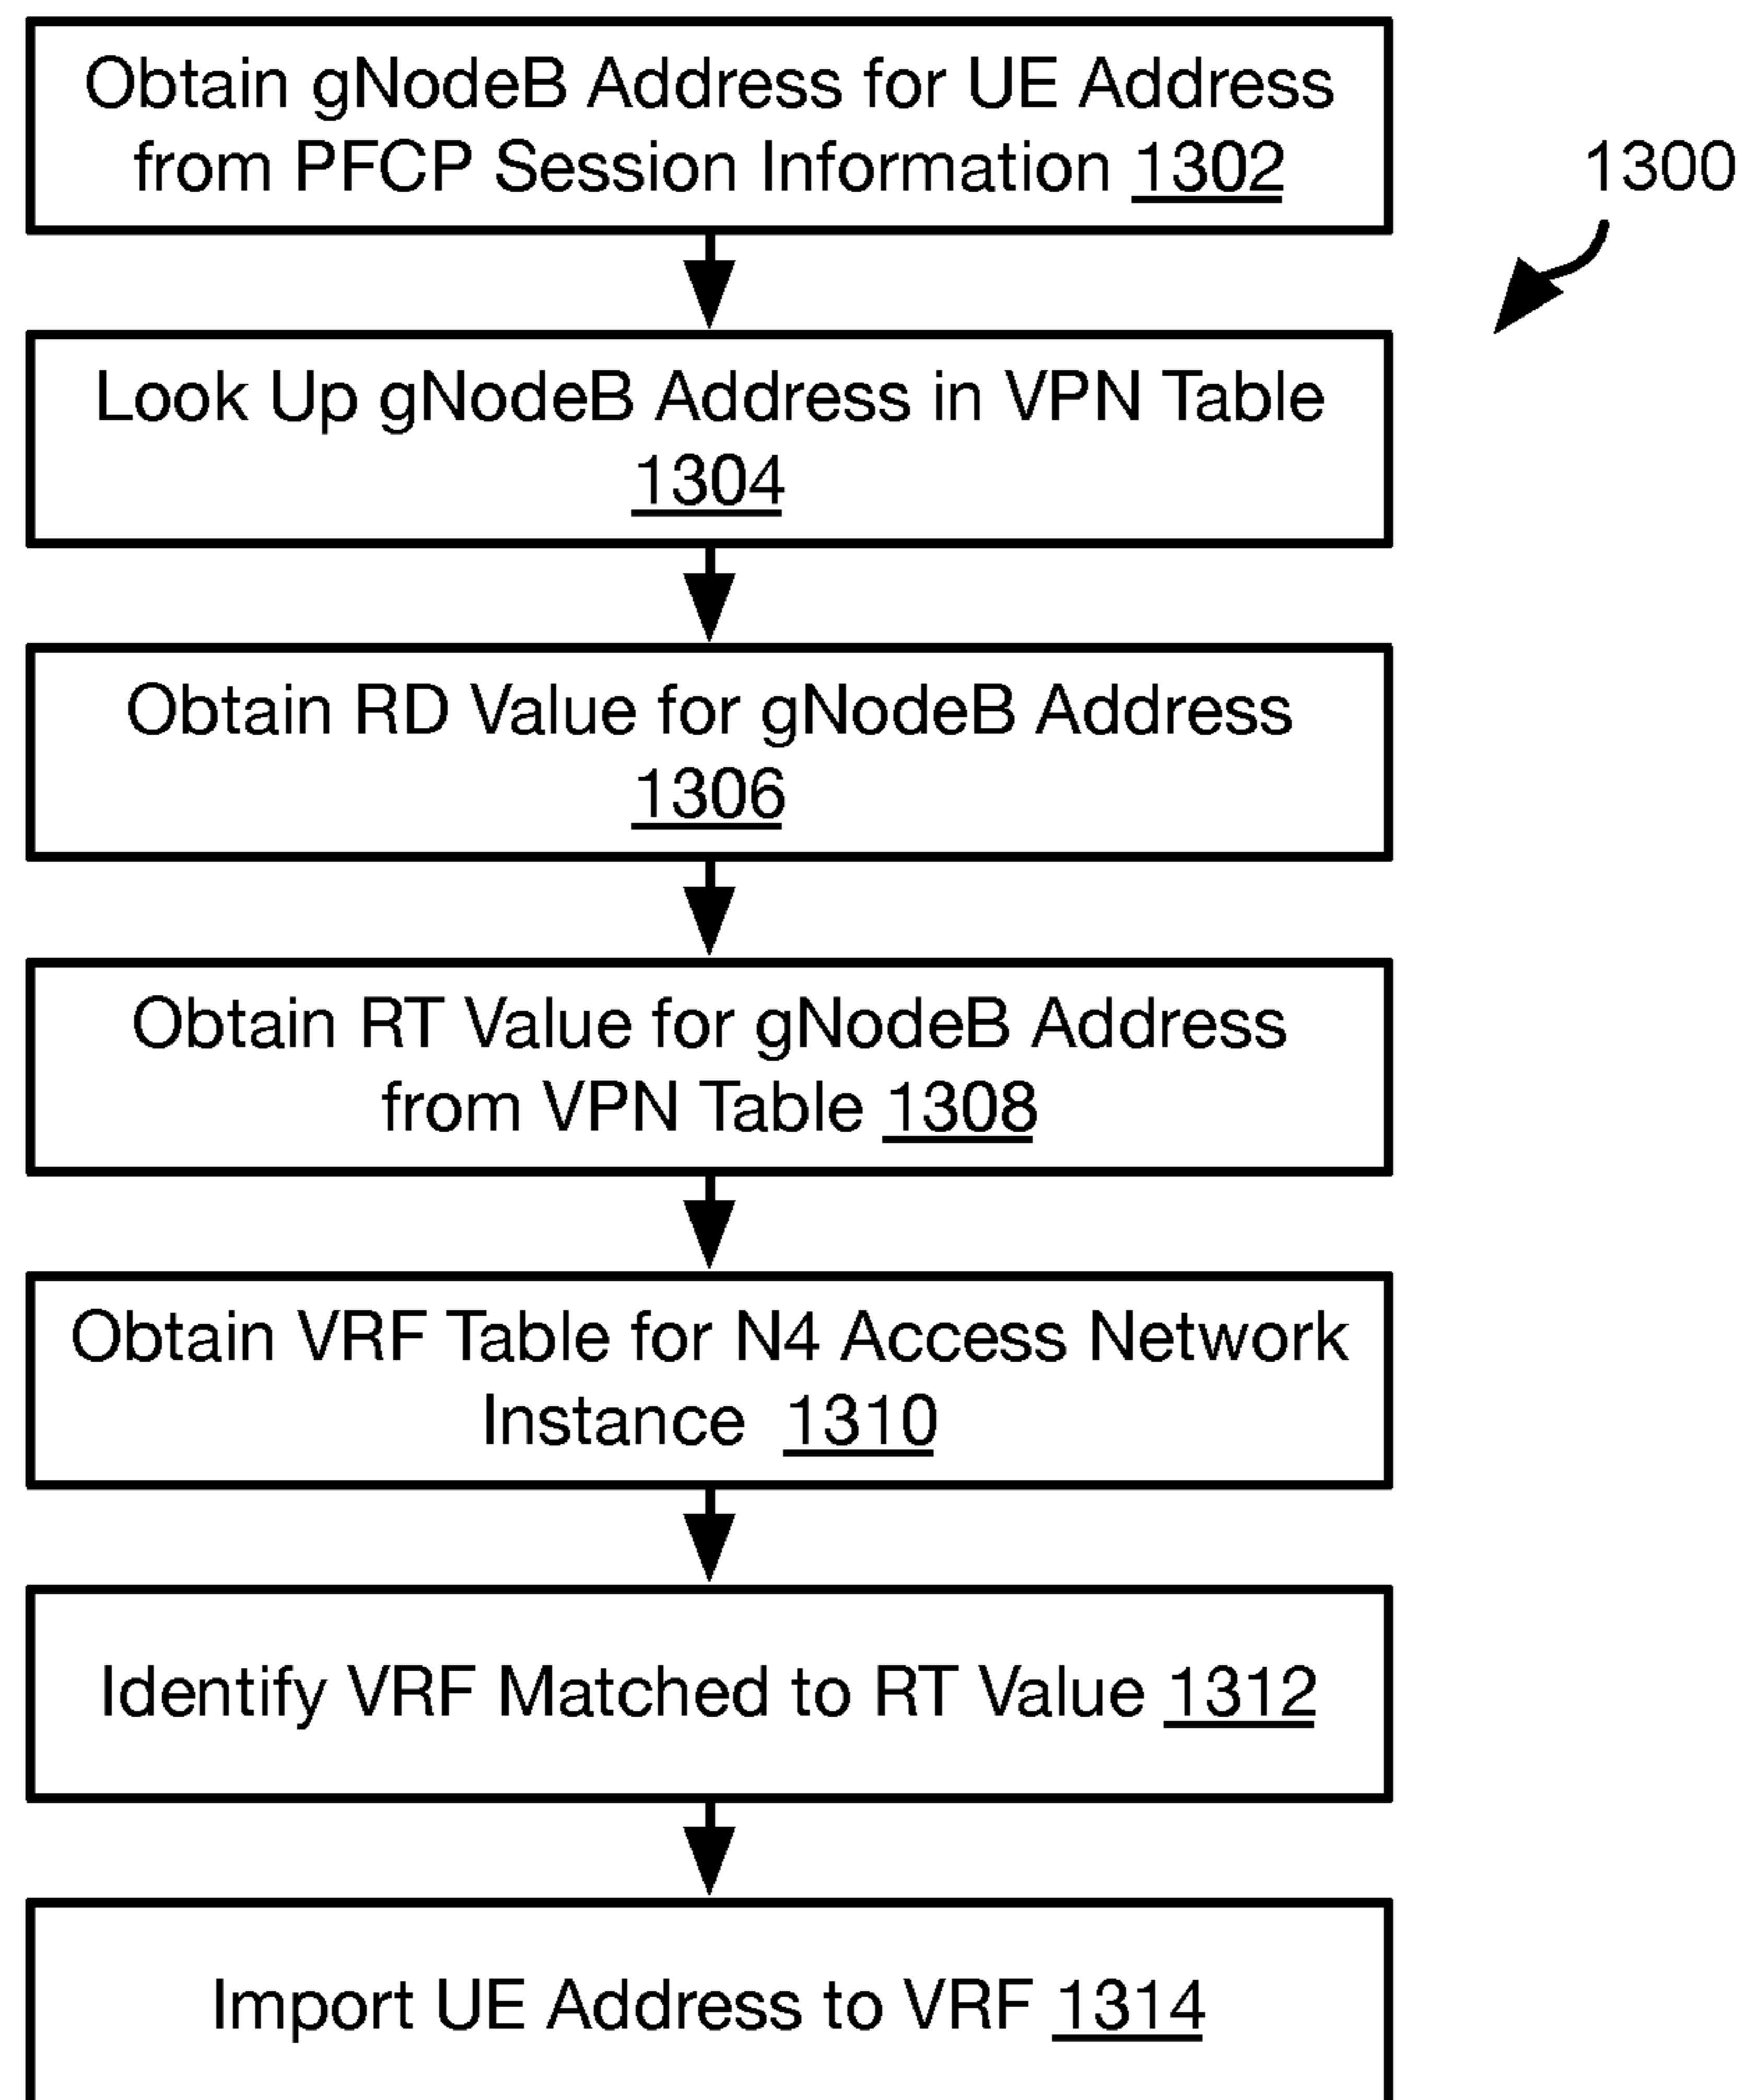 Obtain gNodeB Address for UE Address
from PFCP Session Information 1302
1300
Look Up gNodeB Address in VPN Table
1304
Obtain RD Value for gNodeB Address
1306
Obtain RT Value for gNodeB Address
from VPN Table 1308
Obtain VRF Table for N4 Access Network
Instance 1310
Identify VRF Matched to RT Value 1312
Import UE Address to VRF 1314